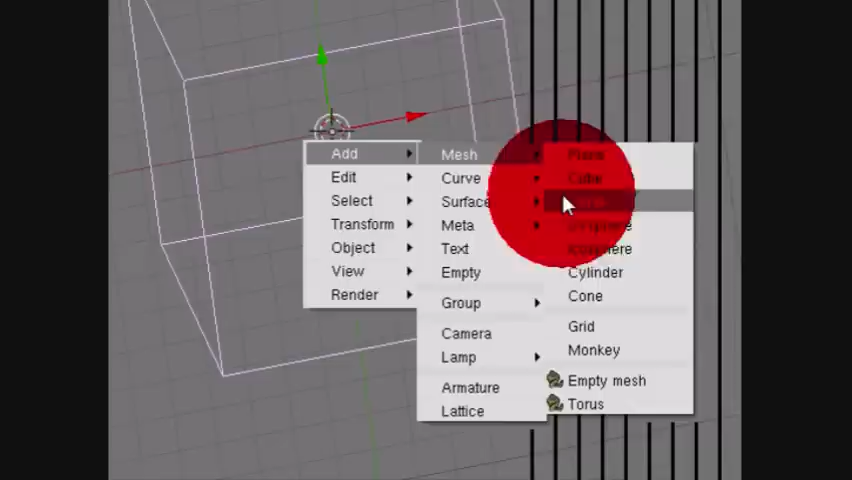 Add
Edit
Select
Transform
Object
View
Render
Mesh
Curve
Surface
Meta
Text
Empty
Group
Camera
Lamp
Armature
Lattice
Plane
Cube
Icosphere
Cylinder
Cone
Grid
Monkey
Empty mesh
Torus